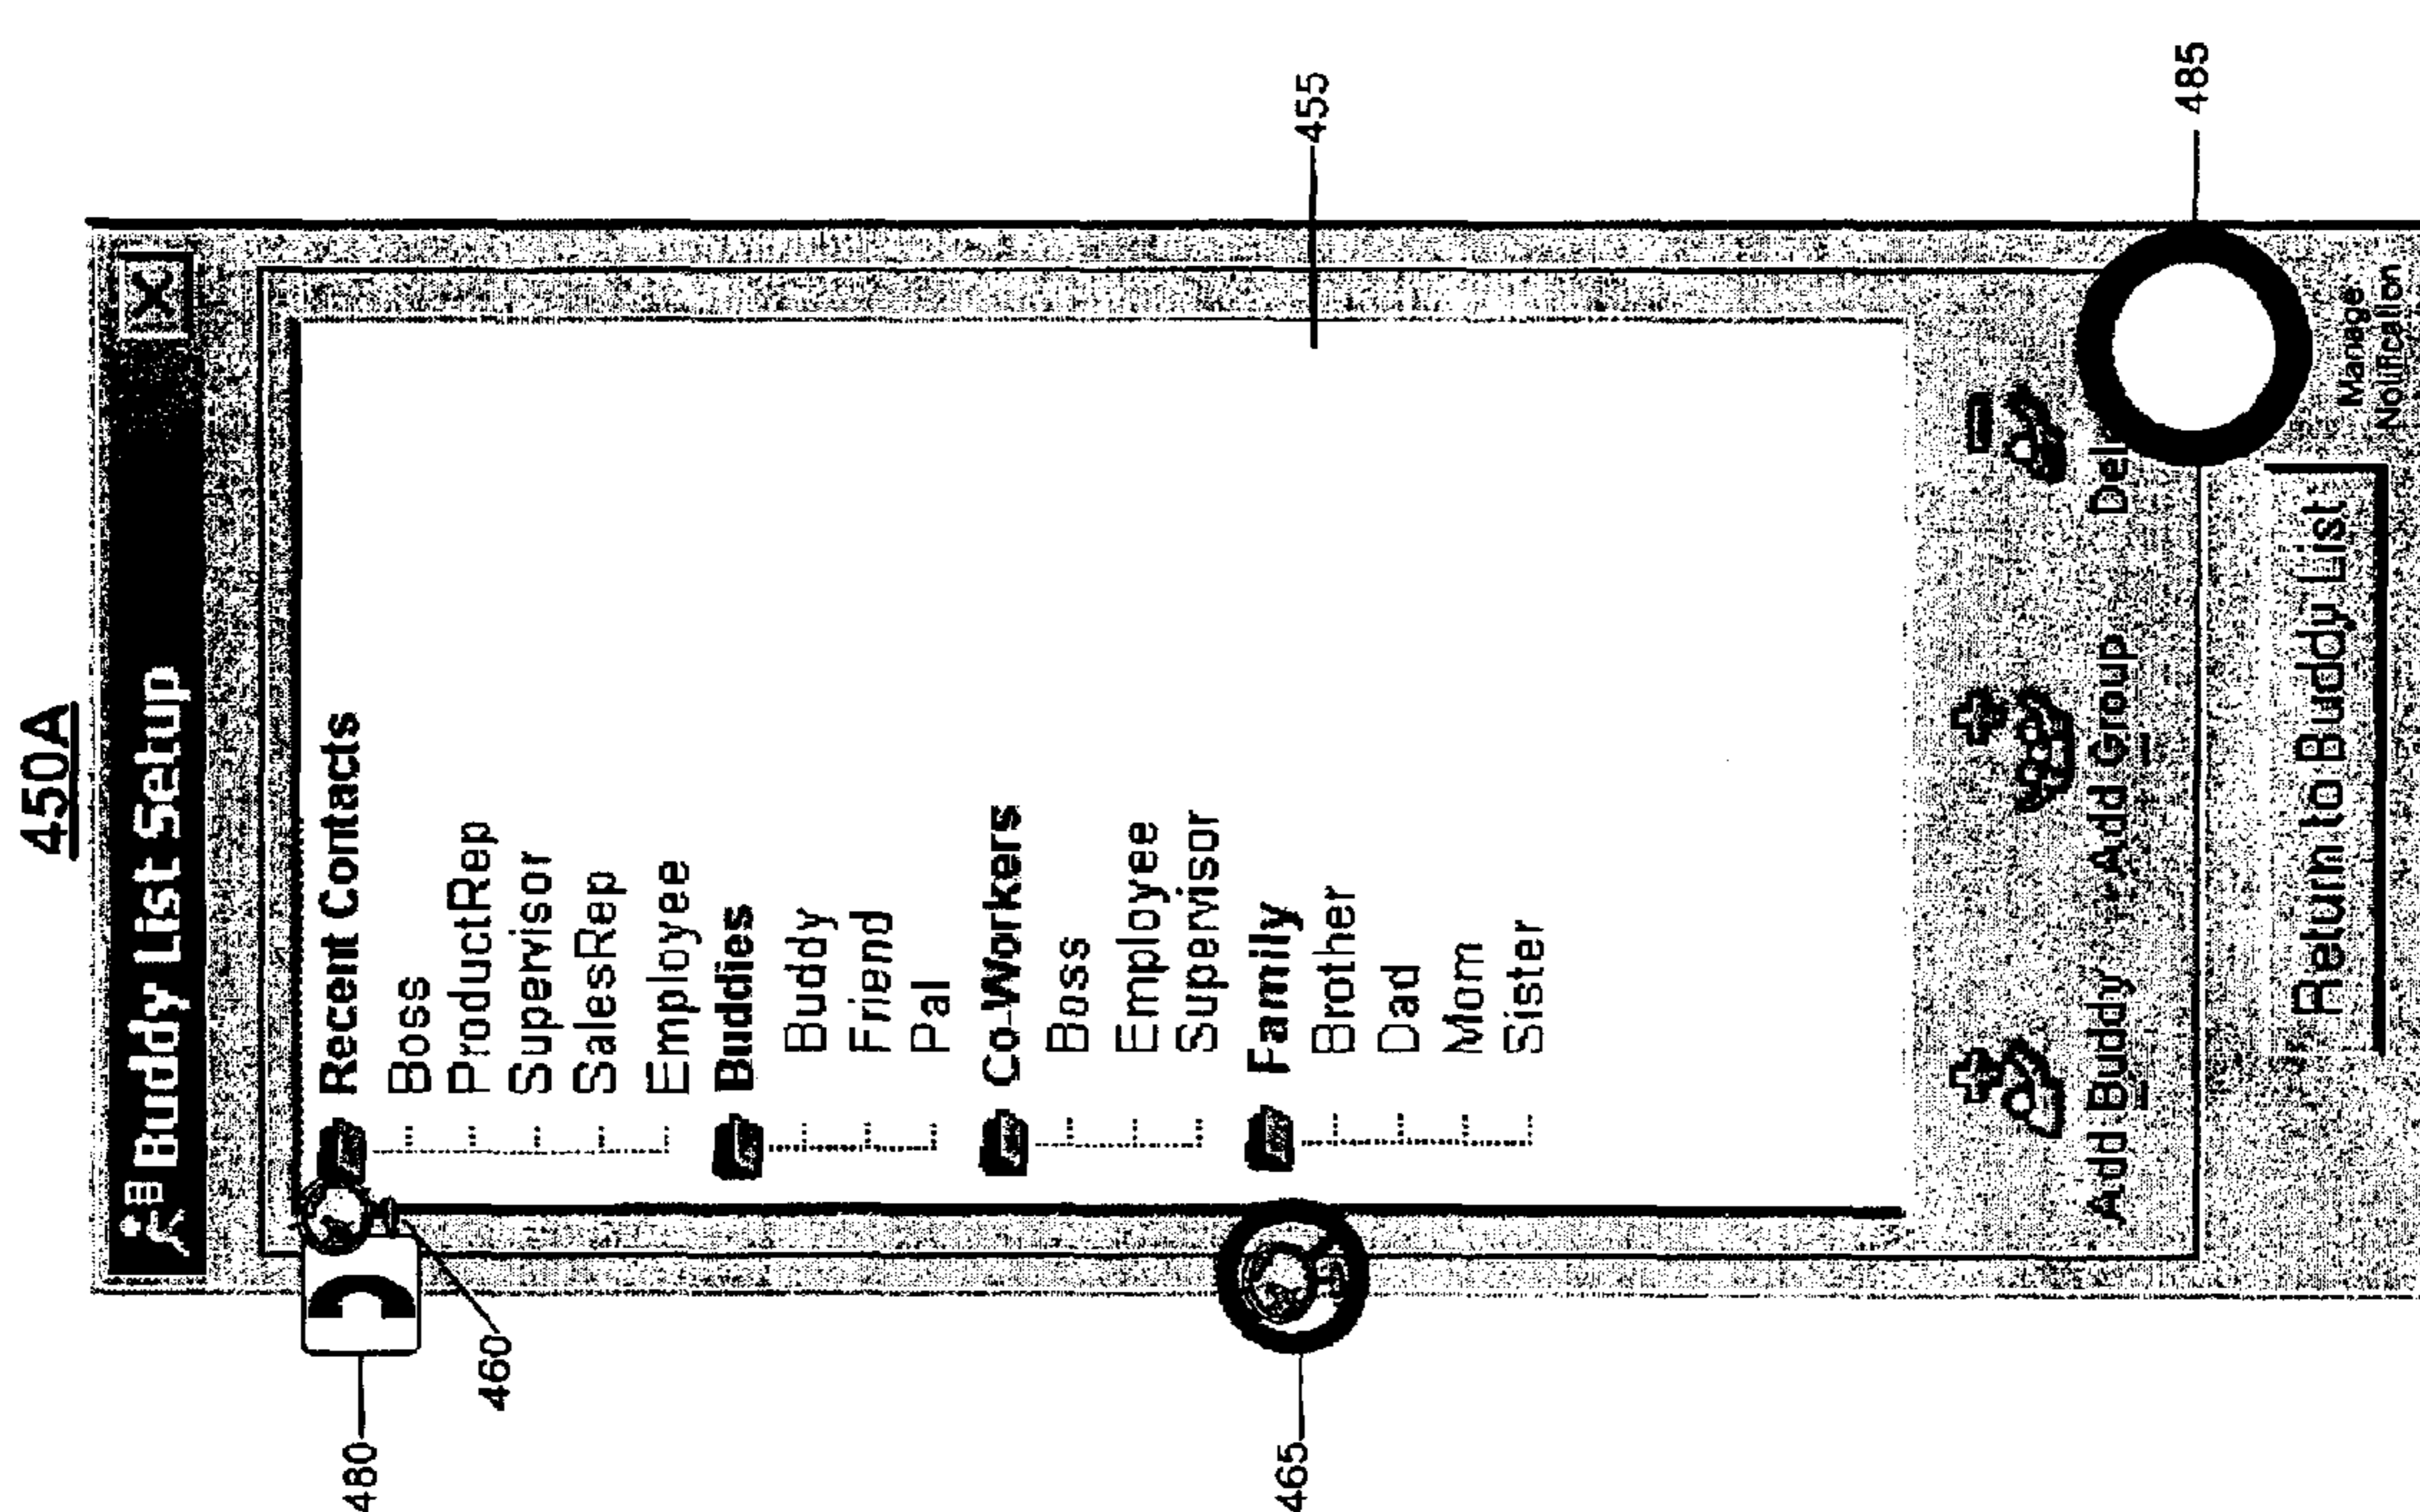 450A
Buddy List Setup
Recent Contacts
Boss
ProductRep
Supervisor
SalesRep
Employee
Buddies
Buddy
Friend
Pal
Co-Workers
Boss
Employee
Supervisor
Family
Brother
Dad
Mom
Sister
Add Buddy Add Group Del
Return to Buddy List
Manage
Notification
480
460
465
455
485